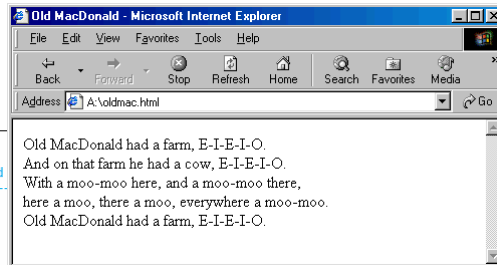 Old MacDonald - Microsoft Internet Explorer
File Edit View Favorites Tools Help
Back Forward Stop Refresh Home Search Favorites Media »
Address A:\oldmac.html Go
Old MacDonald had a farm, E-I-E-I-O.
And on that farm he had a cow, E-I-E-I-O.
With a moo-moo here, and a moo-moo there,
here a moo, there a moo, everywhere a moo-moo.
Old MacDonald had a farm, E-I-E-I-O.